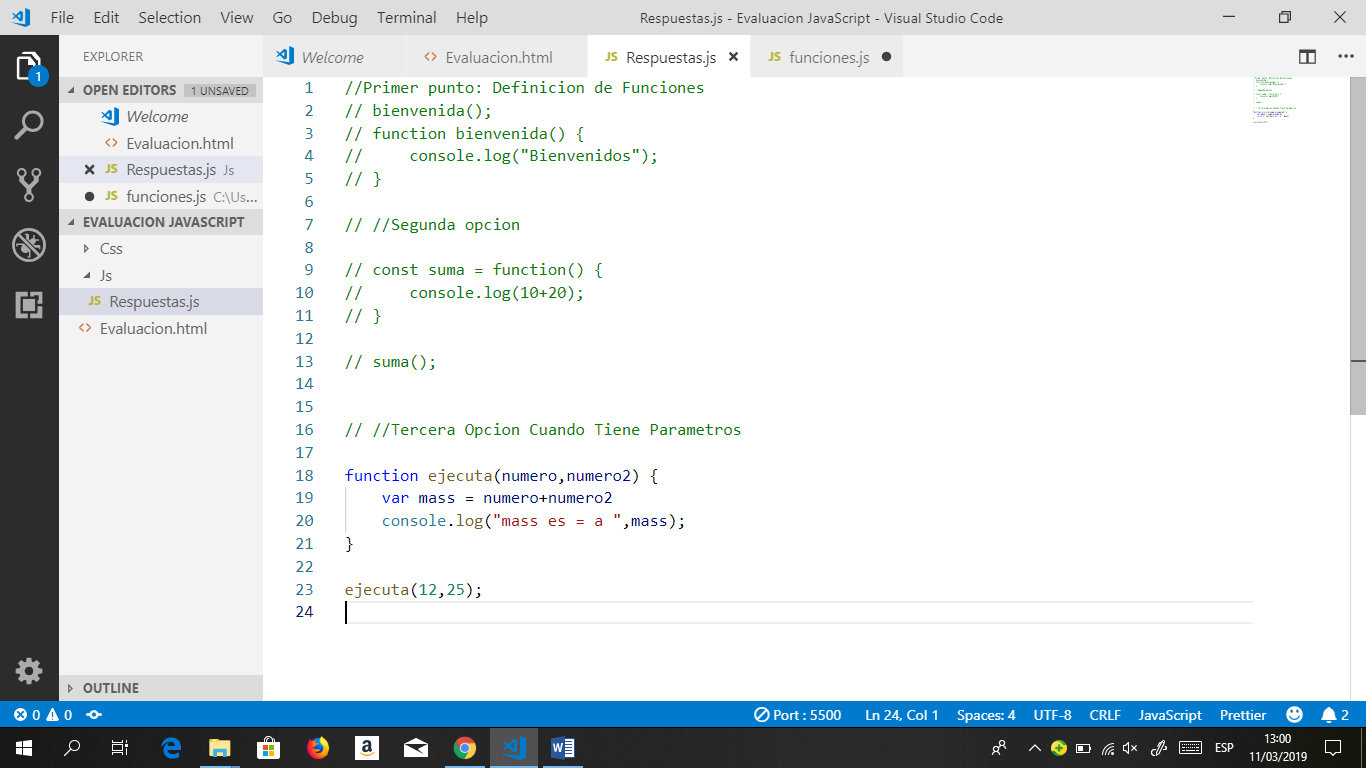 File Edit Selection View Go Debug Terminal Help Respuestas.js - Evaluacion JavaScript - Visual Studio Code
EXPLORER
OPEN EDITORS 1 UNSAVED
Welcome
Evaluacion.html
Respuestas.js Js
funciones.js C:\Us...
EVALUACION JAVASCRIPT
Css
Js
JS Respuestas.js
Evaluacion.html
OUTLINE
1
Welcome Evaluacion.html JS Respuestas.js JS funciones.js
1 //Primer punto: Definicion de Funciones
2 // bienvenida();
3 // function bienvenida() {
4 //     console.log("Bienvenidos");
5 // }
6
7 // //Segunda opcion
8
9 // const suma = function() {
10 //     console.log(10+20);
11 // }
12
13 // suma();
14
15
16 // //Tercera Opcion Cuando Tiene Parametros
17
18 function ejecuta(numero,numero2) {
19     var mass = numero+numero2
20     console.log("mass es = a ",mass);
21 }
22
23 ejecuta(12,25);
24
0 0 Port : 5500 Ln 24, Col 1 Spaces: 4 UTF-8 CRLF JavaScript Prettier 2
ESP 13:00
11/03/2019